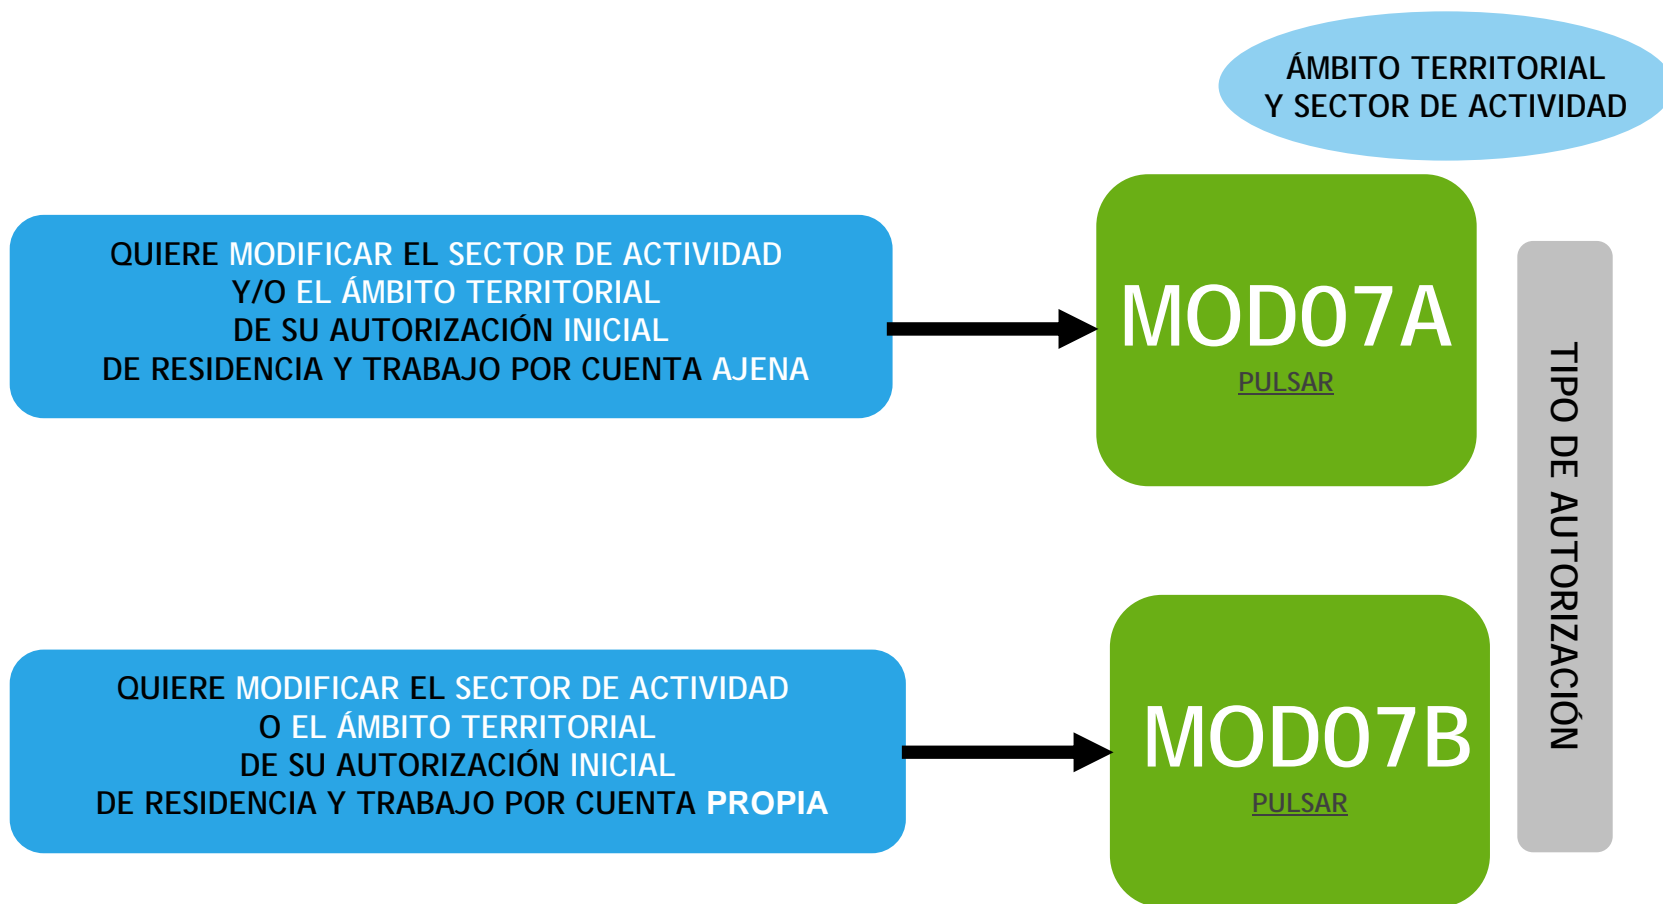 ÁMBITO TERRITORIAL
Y SECTOR DE ACTIVIDAD
QUIERE MODIFICAR EL SECTOR DE ACTIVIDAD
Y/O EL ÁMBITO TERRITORIAL
DE SU AUTORIZACIÓN INICIAL
DE RESIDENCIA Y TRABAJO POR CUENTA AJENA
MOD07A
PULSAR
TIPO DE AUTORIZACIÓN
QUIERE MODIFICAR EL SECTOR DE ACTIVIDAD
O EL ÁMBITO TERRITORIAL
DE SU AUTORIZACIÓN INICIAL
DE RESIDENCIA Y TRABAJO POR CUENTA PROPIA
MOD07B
PULSAR